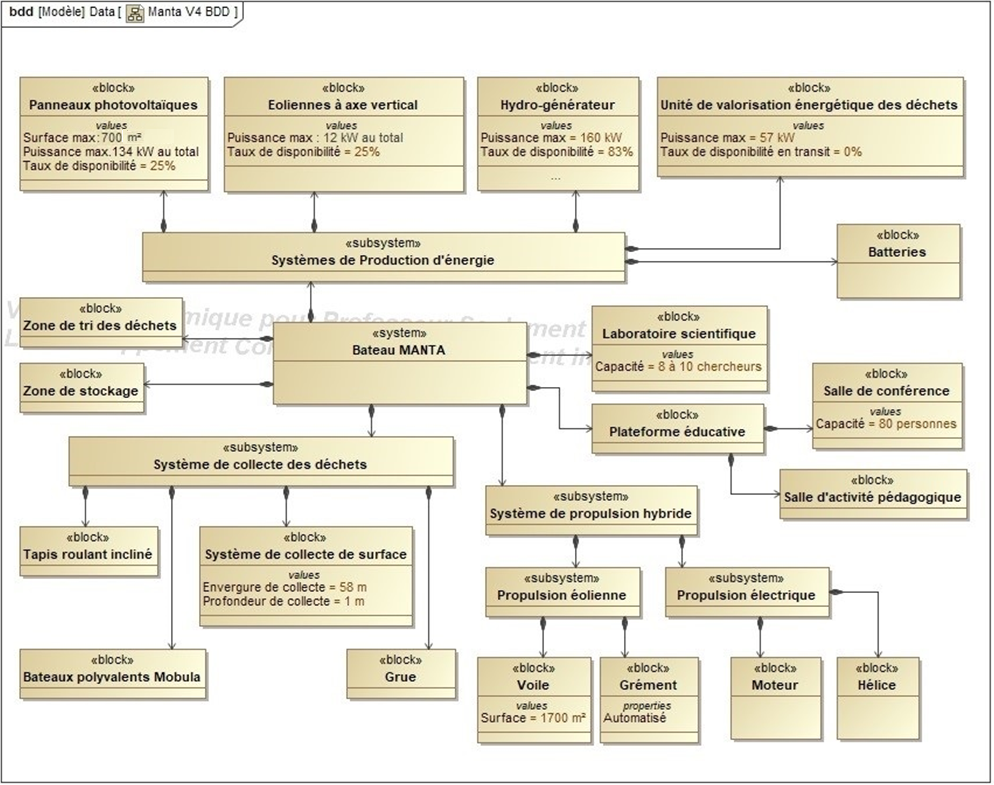 bdd [Modèle] Data [ Manta V4 BDD ]
«block»
Panneaux photovoltaïques
values
Surface max:700 m²
Puissance max.134 kW au total
Taux de disponibilité = 25%
«block»
Eoliennes à axe vertical
values
Puissance max : 12 kW au total
Taux de disponibilité = 25%
«block»
Hydro-générateur
values
Puissance max = 160 kW
Taux de disponibilité = 83%
...
«block»
Unité de valorisation énergétique des déchets
values
Puissance max = 57 kW
Taux de disponibilité en transit = 0%
«subsystem»
Systèmes de Production d'énergie
«block»
Batteries
«block»
Zone de tri des déchets
«block»
Zone de stockage
«system»
Bateau MANTA
«block»
Laboratoire scientifique
values
Capacité = 8 à 10 chercheurs
«block»
Plateforme éducative
«block»
Salle de conférence
values
Capacité = 80 personnes
«block»
Salle d'activité pédagogique
«subsystem»
Système de collecte des déchets
«block»
Tapis roulant incliné
«block»
Système de collecte de surface
values
Envergure de collecte = 58 m
Profondeur de collecte = 1 m
«block»
Bateaux polyvalents Mobula
«block»
Grue
«subsystem»
Système de propulsion hybride
«subsystem»
Propulsion éolienne
«subsystem»
Propulsion électrique
«block»
Voile
values
Surface = 1700 m²
«block»
Grément
properties
Automatisé
«block»
Moteur
«block»
Hélice